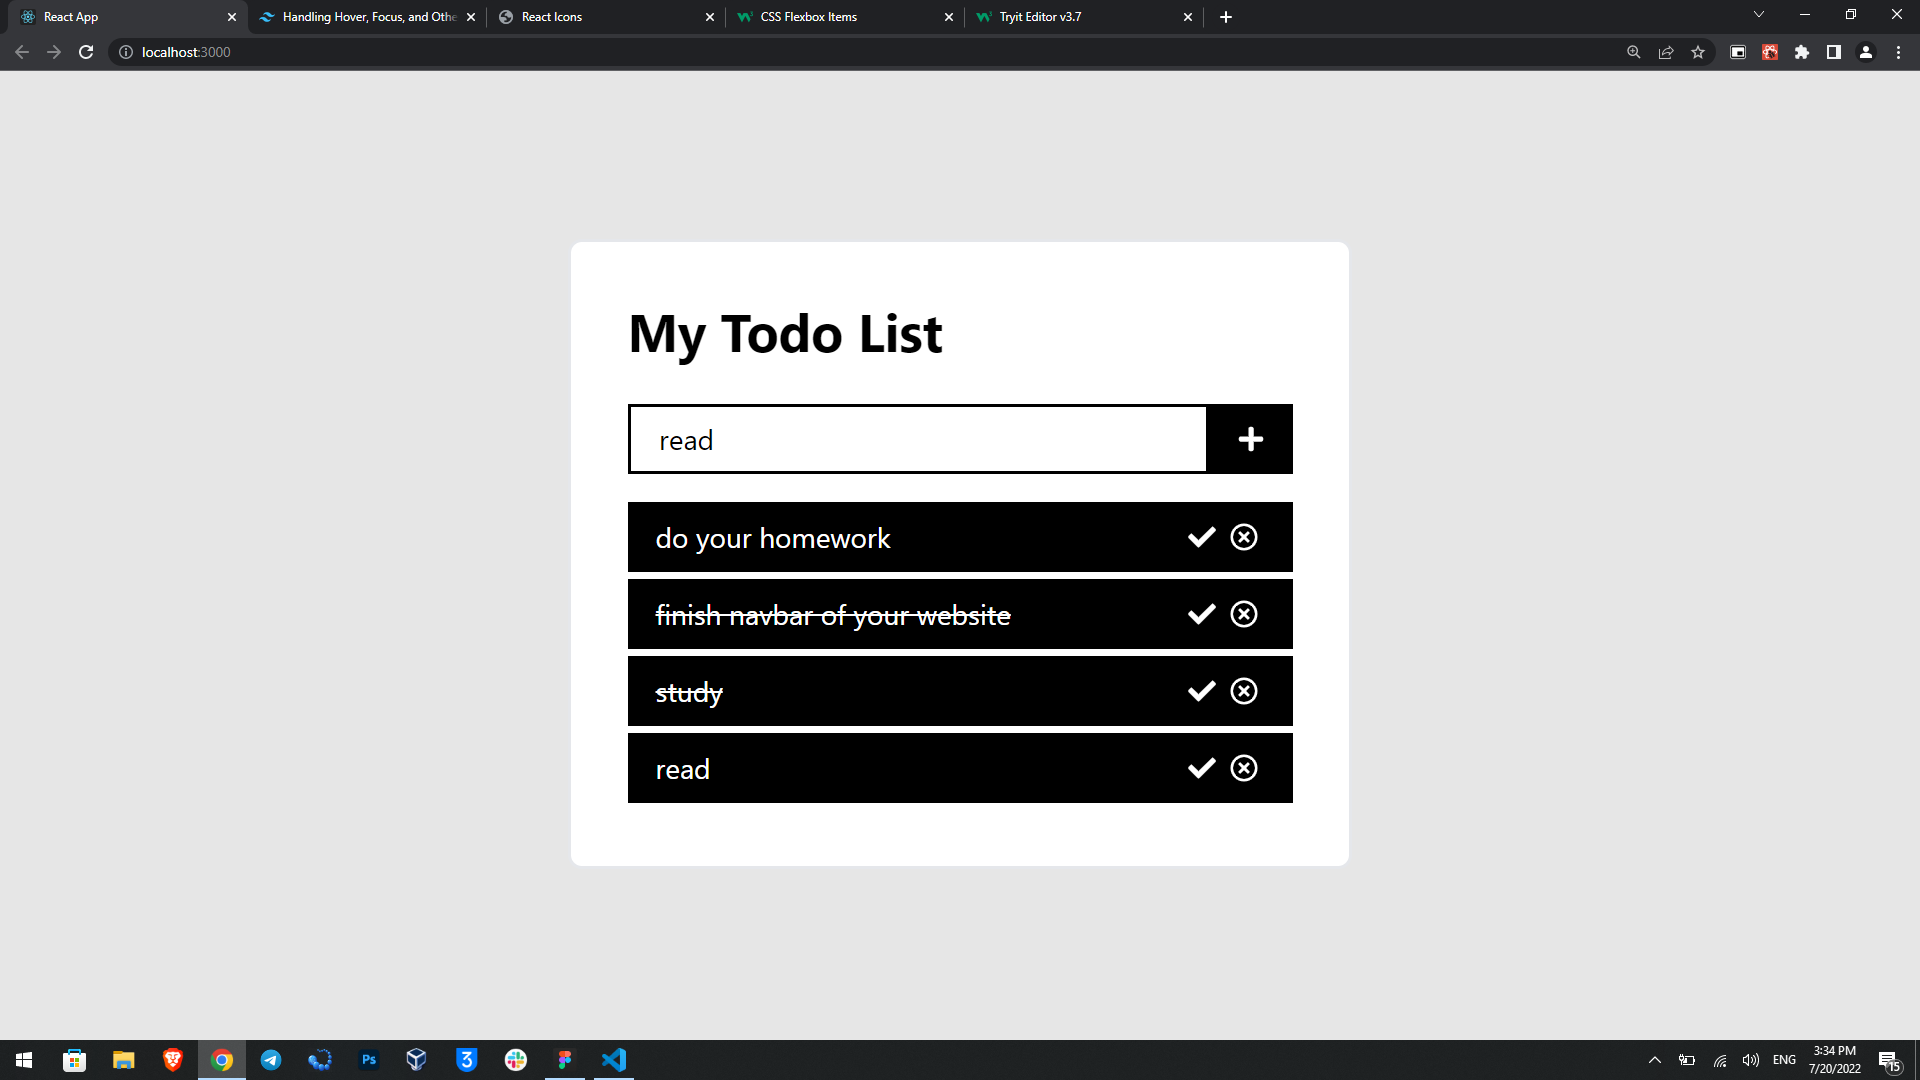 React App
Handling Hover, Focus, and Othe
React Icons
CSS Flexbox Items
Tryit Editor v3.7
localhost:3000
My Todo List
read
do your homework
finish navbar of your website
study
read
Ps
3
ENG
3:34 PM
7/20/2022
15